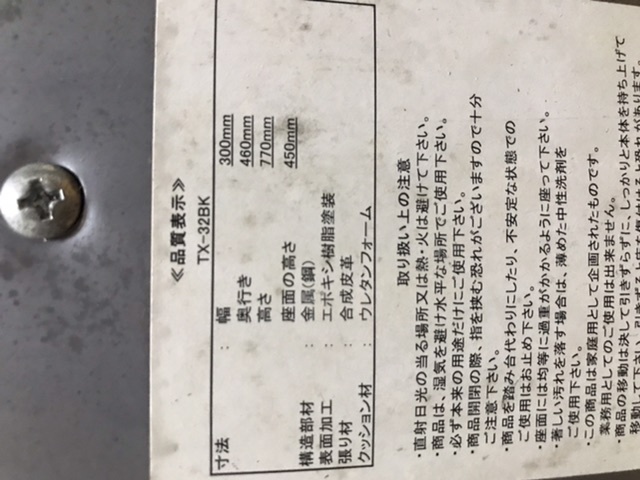 ≪品質表示≫
TX-32BK
寸法 : 幅 300mm
奥行き 460mm
高さ 770mm
座面の高さ 450mm
構造部材 : 金属(鋼)
表面加工 : エポキシ樹脂塗装
張り材 : 合成皮革
クッション材 : ウレタンフォーム
取り扱い上の注意
・直射日光の当る場所又は熱・火は避けて下さい。
・商品は、湿気を避け水平な場所でご使用下さい。
・必ず本来の用途だけにご使用下さい。
・商品開閉の際、指を挟む恐れがございますので十分
ご注意下さい。
・商品を踏み台代わりにしたり、不安定な状態での
ご使用はお止め下さい。
・座面には均等に過重がかかるように座って下さい。
・著しい汚れを落す場合は、薄めた中性洗剤を
ご使用下さい。
・この商品は家庭用として企画されたものです。
業務用としてのご使用は出来ません。
・商品の移動は決して引きずらずに、しっかりと本体を持ち上げて
移動して下さい。